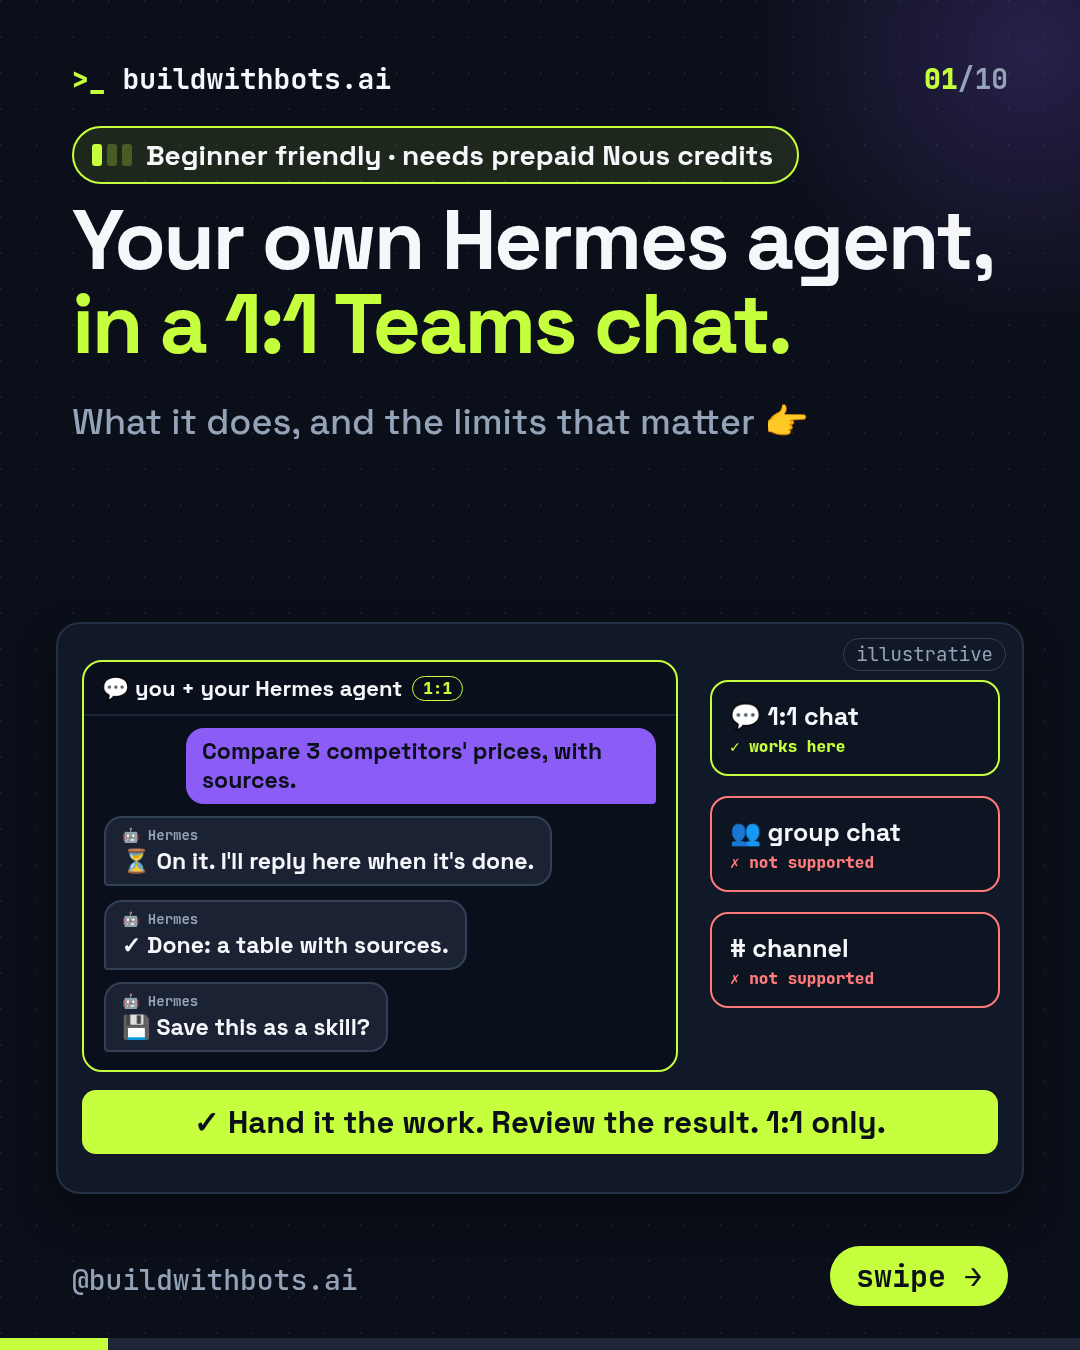 >_ buildwithbots.ai
01/10
Beginner friendly · needs prepaid Nous credits
Your own Hermes agent,
in a 1:1 Teams chat.
What it does, and the limits that matter 👉
illustrative
💬 you + your Hermes agent 1:1
Compare 3 competitors' prices, with
sources.
🤖 Hermes
⏳ On it. I'll reply here when it's done.
🤖 Hermes
✓ Done: a table with sources.
🤖 Hermes
💾 Save this as a skill?
💬 1:1 chat
✓ works here
👥 group chat
✗ not supported
# channel
✗ not supported
✓ Hand it the work. Review the result. 1:1 only.
@buildwithbots.ai
swipe →